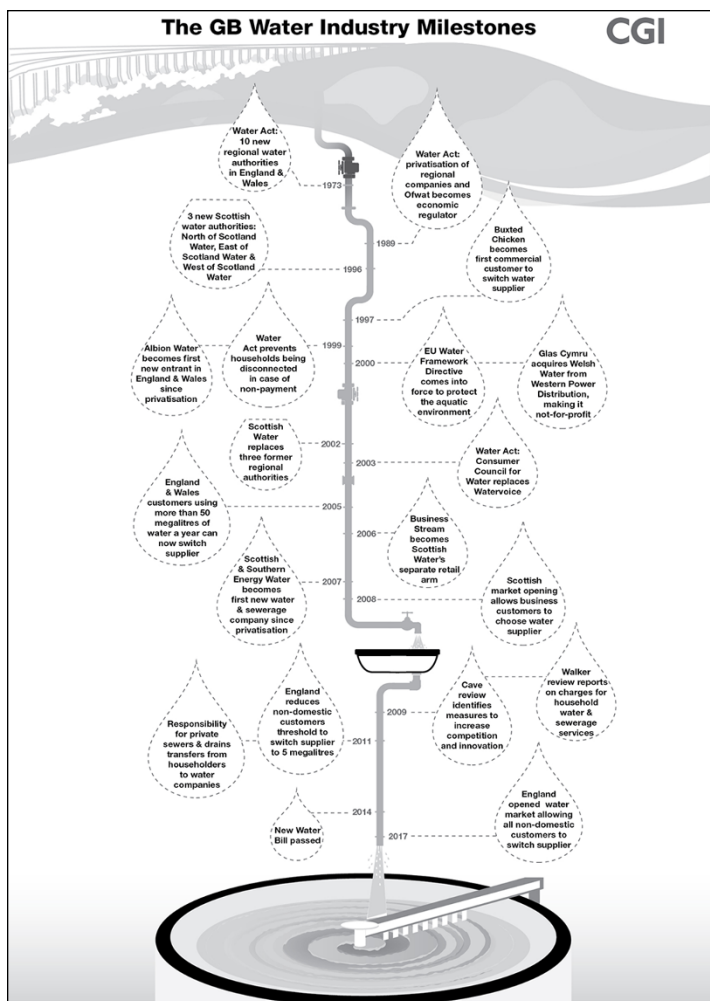 The GB Water Industry Milestones
CGI
Water Act:
10 new
regional water
authorities
in England &
Wales
1973
Water Act:
privatisation of
regional
companies and
Ofwat becomes
economic
regulator
1989
3 new Scottish
water authorities:
North of Scotland
Water, East of
Scotland Water &
West of Scotland
Water
1996
Buxted
Chicken
becomes
first commercial
customer to
switch water
supplier
1997
Albion Water
becomes first
new entrant in
England & Wales
since
privatisation
Water
Act prevents
households being
disconnected
in case of
non-payment
1999
2000
EU Water
Framework
Directive
comes into
force to protect
the aquatic
environment
Glas Cymru
acquires Welsh
Water from
Western Power
Distribution,
making it
not-for-profit
Scottish
Water
replaces
three former
regional
authorities
2002
2003
Water Act:
Consumer
Council for
Water replaces
Watervoice
England
& Wales
customers using
more than 50
megalitres of
water a year can
now switch
supplier
2005
2006
Business
Stream
becomes
Scottish
Water's
separate retail
arm
Scottish
& Southern
Energy Water
becomes
first new water
& sewerage
company since
privatisation
2007
2008
Scottish
market opening
allows business
customers to
choose water
supplier
2009
Cave
review
identifies
measures to
increase
competition
and innovation
Walker
review reports
on charges for
household
water &
sewerage
services
Responsibility
for private
sewers & drains
transfers from
householders
to water
companies
England
reduces
non-domestic
customers
threshold to
switch supplier
to 5 megalitres
2011
2014
New Water
Bill passed
2017
England
opened water
market allowing
all non-domestic
customers to
switch supplier